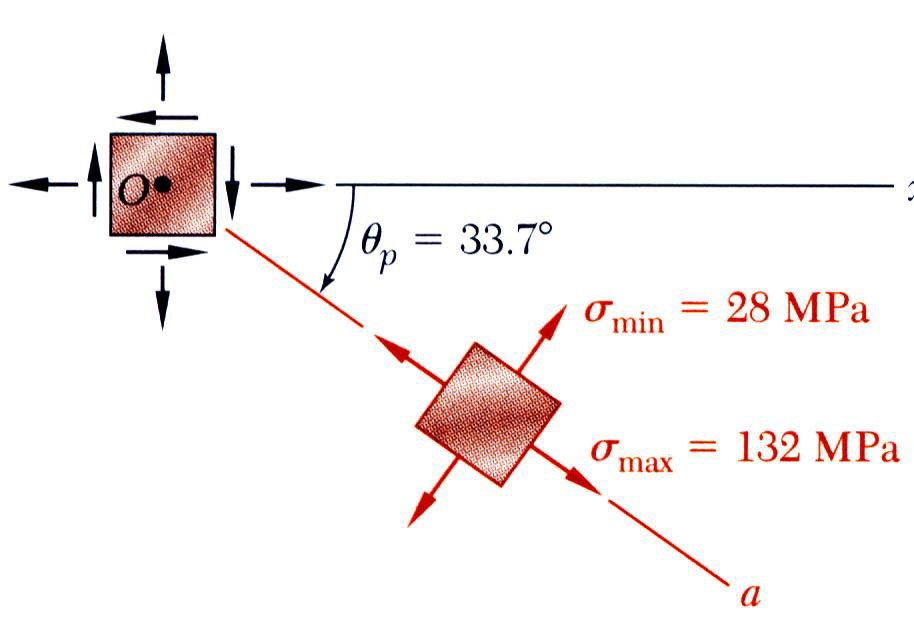 O
θp = 33.7°
σmin = 28 MPa
σmax = 132 MPa
a